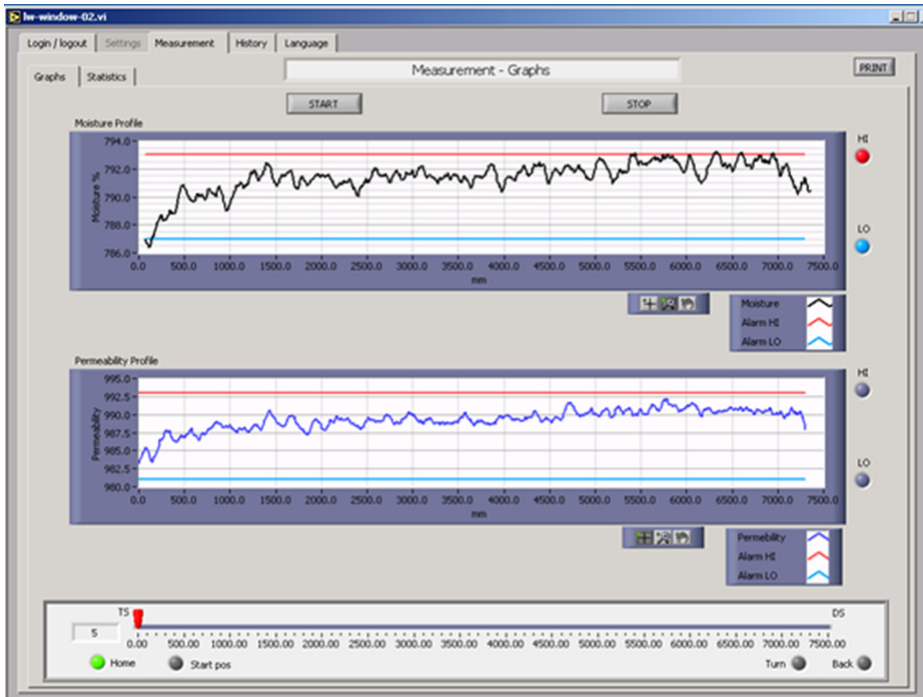 lw-window-02.vi
Login / logout Settings Measurement History Language
Graphs Statistics Measurement - Graphs PRINT
START STOP
Moisture Profile
HI
LO
Moisture %
794.0
792.0
790.0
788.0
786.0
0.0 500.0 1000.0 1500.0 2000.0 2500.0 3000.0 3500.0 4000.0 4500.0 5000.0 5500.0 6000.0 6500.0 7000.0 7500.0
mm
Moisture
Alarm HI
Alarm LO
Permeability Profile
HI
LO
Permeability
995.0
992.5
990.0
987.5
985.0
982.5
980.0
0.0 500.0 1000.0 1500.0 2000.0 2500.0 3000.0 3500.0 4000.0 4500.0 5000.0 5500.0 6000.0 6500.0 7000.0 7500.0
mm
Permebility
Alarm HI
Alarm LO
TS DS
5
0.00 500.00 1000.00 1500.00 2000.00 2500.00 3000.00 3500.00 4000.00 4500.00 5000.00 5500.00 6000.00 6500.00 7500.00
Home Start pos Turn Back